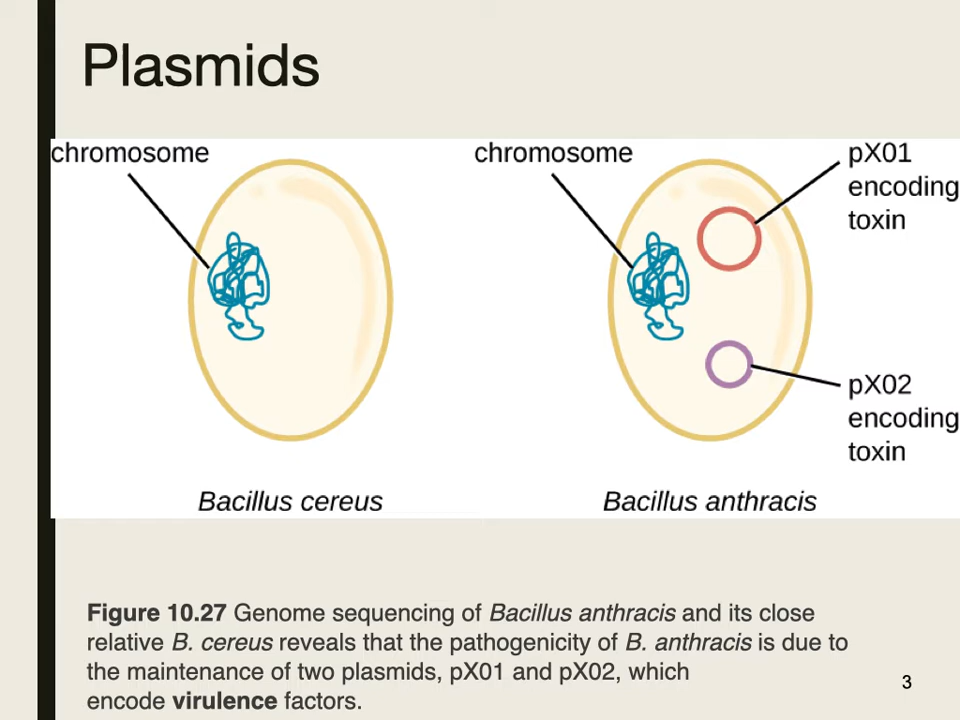 Plasmids
chromosome
chromosome
pX01
encoding
toxin
pX02
encoding
toxin
Bacillus cereus
Bacillus anthracis
Figure 10.27 Genome sequencing of Bacillus anthracis and its close
relative B. cereus reveals that the pathogenicity of B. anthracis is due to
the maintenance of two plasmids, pX01 and pX02, which
encode virulence factors.
3